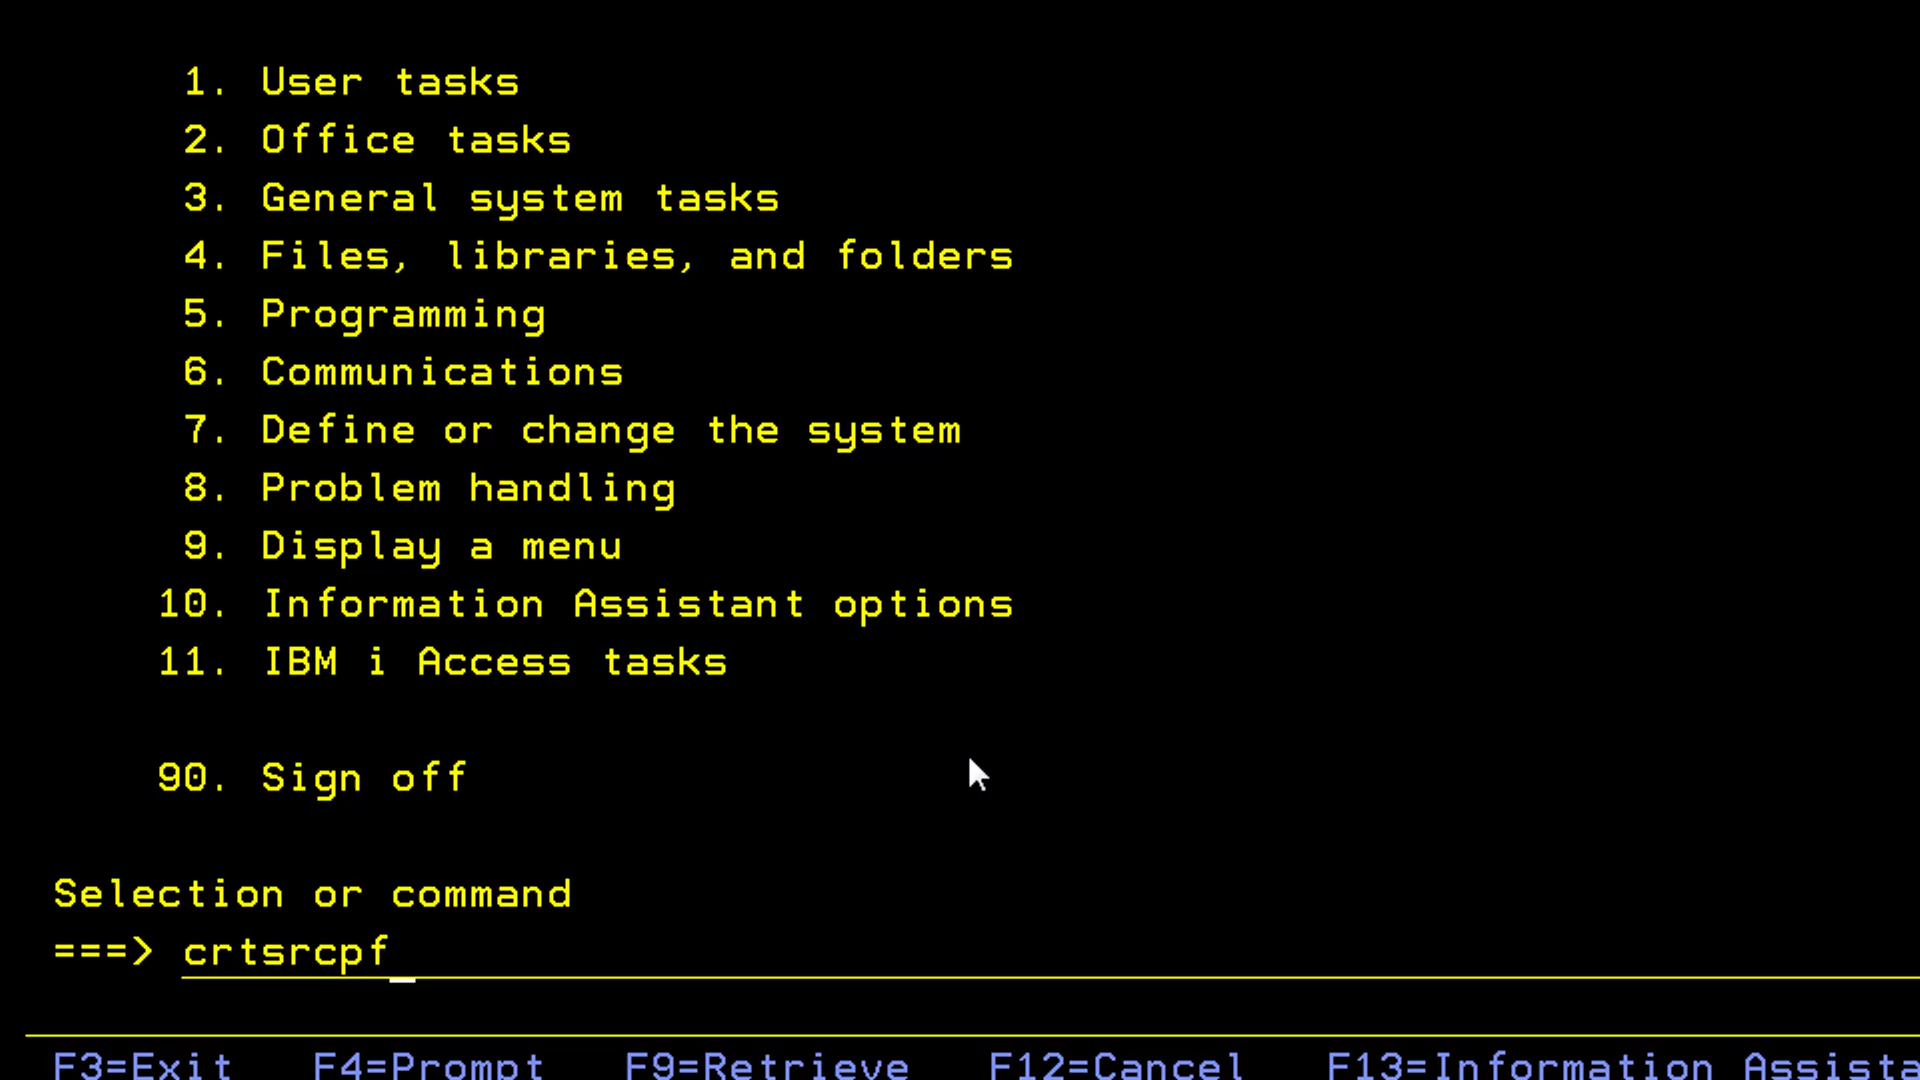 1. User tasks
2. Office tasks
3. General system tasks
4. Files, libraries, and folders
5. Programming
6. Communications
7. Define or change the system
8. Problem handling
9. Display a menu
10. Information Assistant options
11. IBM i Access tasks
90. Sign off
Selection or command
===> crtsrcpf
F3=Exit F4=Prompt F9=Retrieve F12=Cancel F13=Information Assista